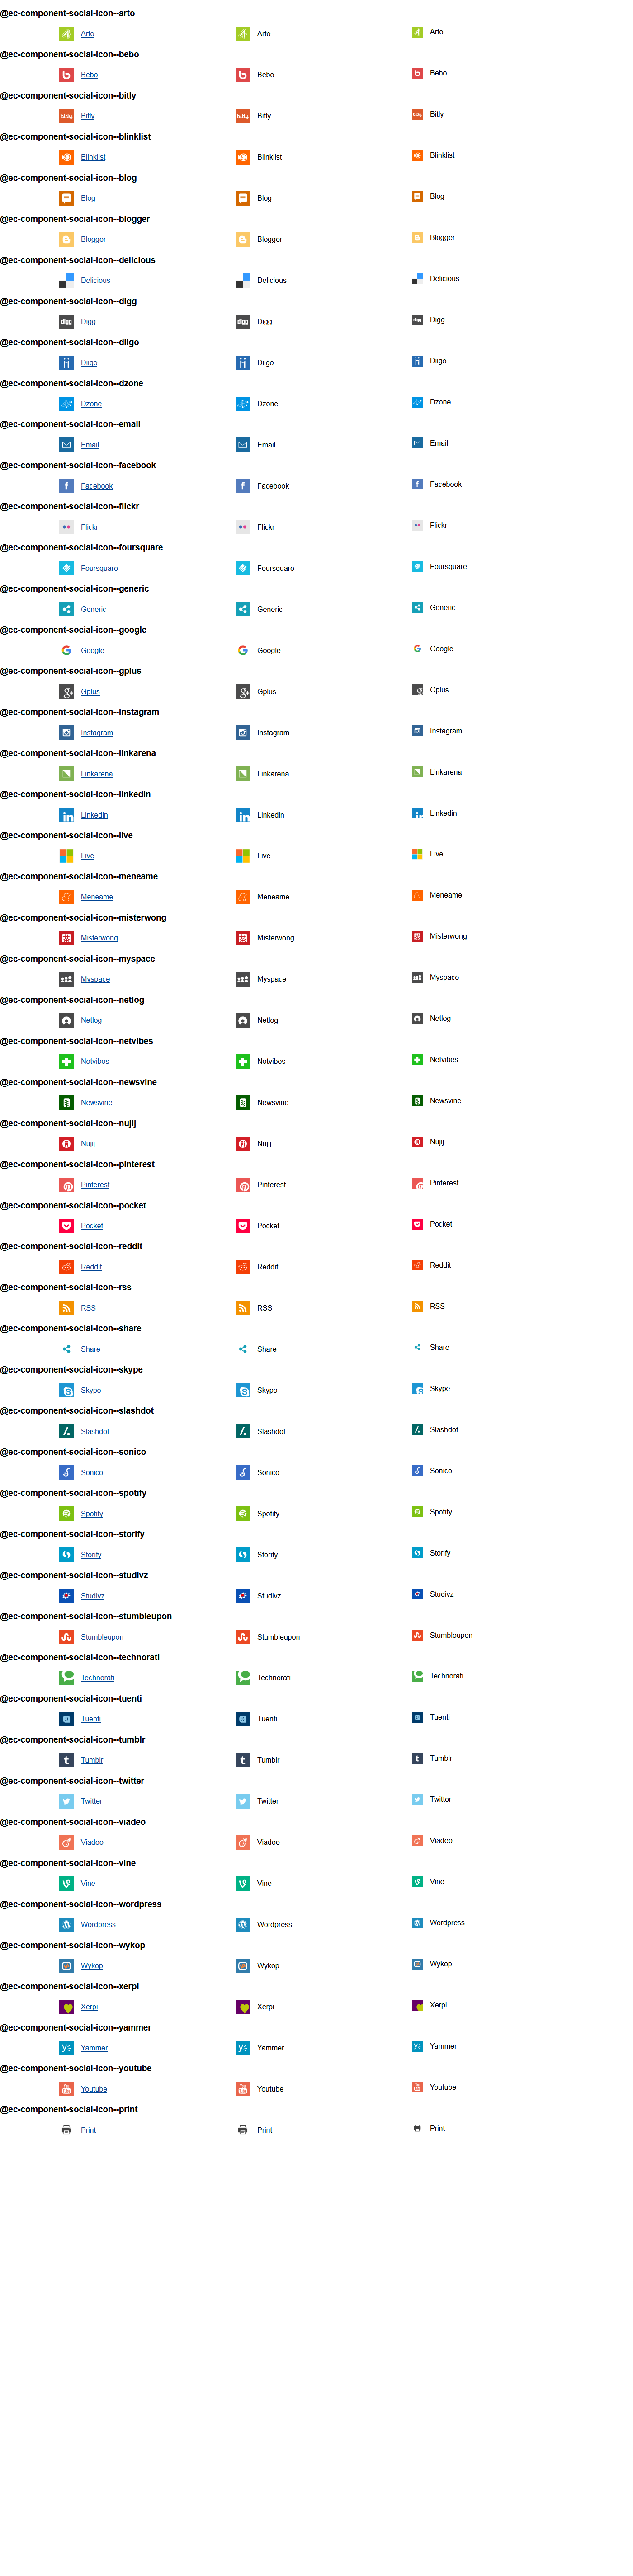 @ec-component-social-icon--arto
Arto Arto Arto
@ec-component-social-icon--bebo
Bebo Bebo Bebo
@ec-component-social-icon--bitly
Bitly Bitly Bitly
@ec-component-social-icon--blinklist
Blinklist Blinklist Blinklist
@ec-component-social-icon--blog
Blog Blog Blog
@ec-component-social-icon--blogger
Blogger Blogger Blogger
@ec-component-social-icon--delicious
Delicious Delicious Delicious
@ec-component-social-icon--digg
Digg Digg Digg
@ec-component-social-icon--diigo
Diigo Diigo Diigo
@ec-component-social-icon--dzone
Dzone Dzone Dzone
@ec-component-social-icon--email
Email Email Email
@ec-component-social-icon--facebook
Facebook Facebook Facebook
@ec-component-social-icon--flickr
Flickr Flickr Flickr
@ec-component-social-icon--foursquare
Foursquare Foursquare Foursquare
@ec-component-social-icon--generic
Generic Generic Generic
@ec-component-social-icon--google
Google Google Google
@ec-component-social-icon--gplus
Gplus Gplus Gplus
@ec-component-social-icon--instagram
Instagram Instagram Instagram
@ec-component-social-icon--linkarena
Linkarena Linkarena Linkarena
@ec-component-social-icon--linkedin
Linkedin Linkedin Linkedin
@ec-component-social-icon--live
Live Live Live
@ec-component-social-icon--meneame
Meneame Meneame Meneame
@ec-component-social-icon--misterwong
Misterwong Misterwong Misterwong
@ec-component-social-icon--myspace
Myspace Myspace Myspace
@ec-component-social-icon--netlog
Netlog Netlog Netlog
@ec-component-social-icon--netvibes
Netvibes Netvibes Netvibes
@ec-component-social-icon--newsvine
Newsvine Newsvine Newsvine
@ec-component-social-icon--nujij
Nujij Nujij Nujij
@ec-component-social-icon--pinterest
Pinterest Pinterest Pinterest
@ec-component-social-icon--pocket
Pocket Pocket Pocket
@ec-component-social-icon--reddit
Reddit Reddit Reddit
@ec-component-social-icon--rss
RSS RSS RSS
@ec-component-social-icon--share
Share Share Share
@ec-component-social-icon--skype
Skype Skype Skype
@ec-component-social-icon--slashdot
Slashdot Slashdot Slashdot
@ec-component-social-icon--sonico
Sonico Sonico Sonico
@ec-component-social-icon--spotify
Spotify Spotify Spotify
@ec-component-social-icon--storify
Storify Storify Storify
@ec-component-social-icon--studivz
Studivz Studivz Studivz
@ec-component-social-icon--stumbleupon
Stumbleupon Stumbleupon Stumbleupon
@ec-component-social-icon--technorati
Technorati Technorati Technorati
@ec-component-social-icon--tuenti
Tuenti Tuenti Tuenti
@ec-component-social-icon--tumblr
Tumblr Tumblr Tumblr
@ec-component-social-icon--twitter
Twitter Twitter Twitter
@ec-component-social-icon--viadeo
Viadeo Viadeo Viadeo
@ec-component-social-icon--vine
Vine Vine Vine
@ec-component-social-icon--wordpress
Wordpress Wordpress Wordpress
@ec-component-social-icon--wykop
Wykop Wykop Wykop
@ec-component-social-icon--xerpi
Xerpi Xerpi Xerpi
@ec-component-social-icon--yammer
Yammer Yammer Yammer
@ec-component-social-icon--youtube
Youtube Youtube Youtube
@ec-component-social-icon--print
Print Print Print